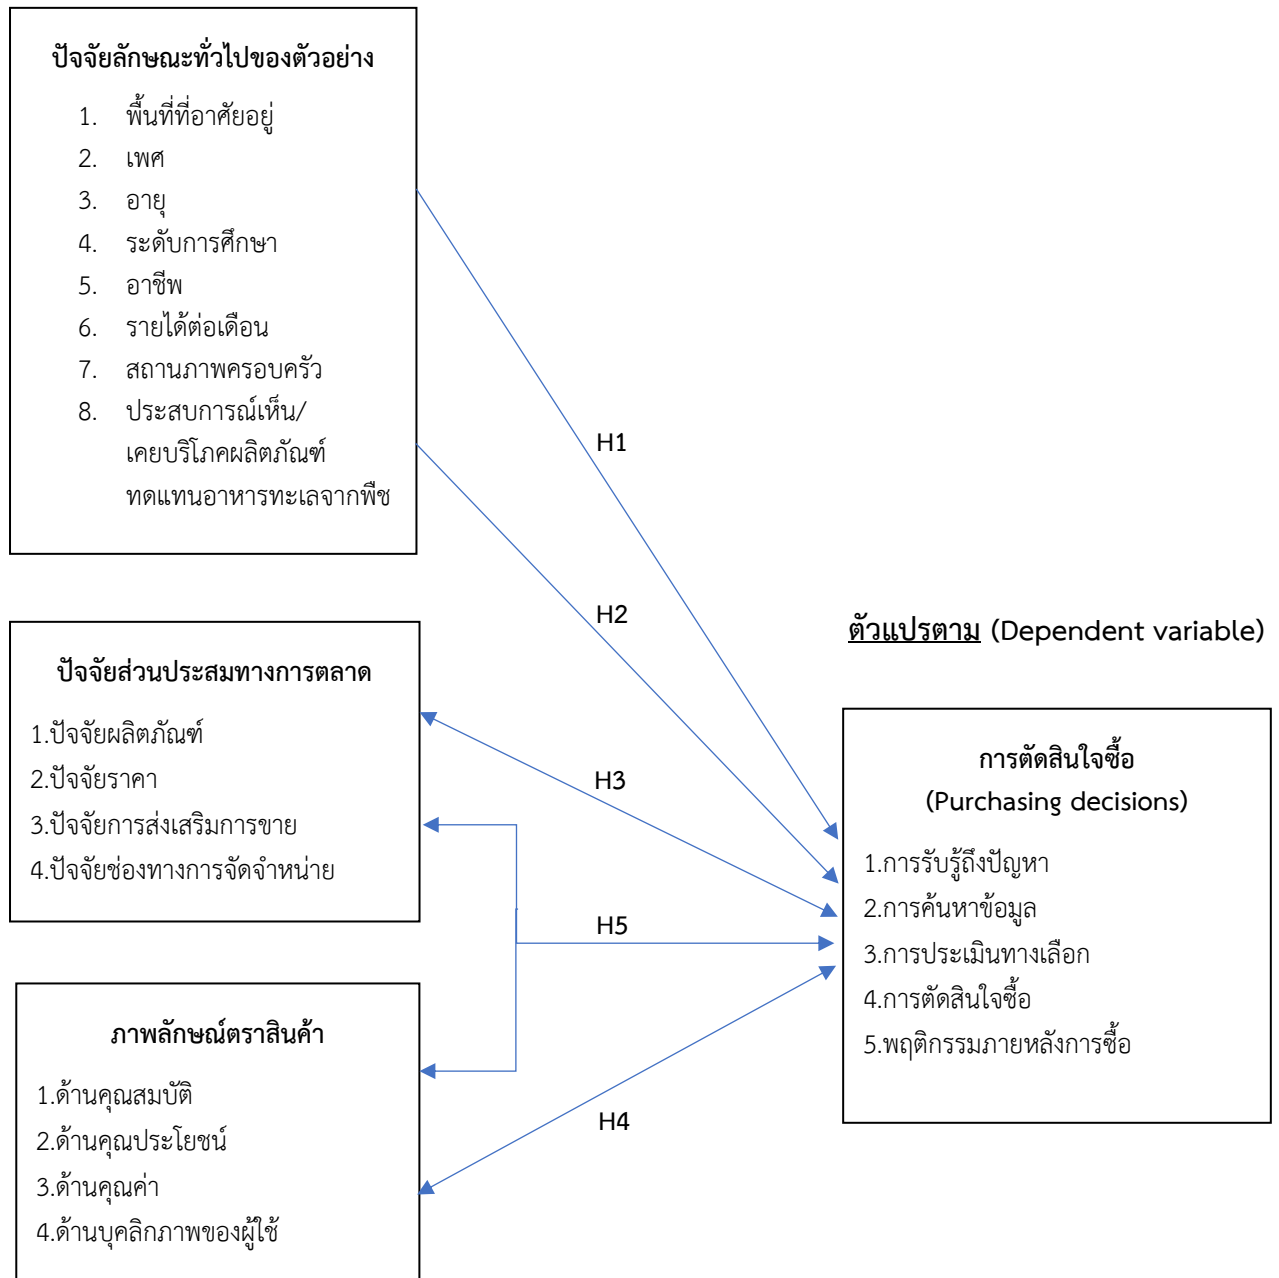 ปัจจัยลักษณะทั่วไปของตัวอย่าง
1. พื้นที่ที่อาศัยอยู่
2. เพศ
3. อายุ
4. ระดับการศึกษา
5. อาชีพ
6. รายได้ต่อเดือน
7. สถานภาพครอบครัว
8. ประสบการณ์เห็น/
เคยบริโภคผลิตภัณฑ์
ทดแทนอาหารทะเลจากพืช
H1
H2
ปัจจัยส่วนประสมทางการตลาด
1.ปัจจัยผลิตภัณฑ์
2.ปัจจัยราคา
3.ปัจจัยการส่งเสริมการขาย
4.ปัจจัยช่องทางการจัดจำหน่าย
H3
H5
ภาพลักษณ์ตราสินค้า
1.ด้านคุณสมบัติ
2.ด้านคุณประโยชน์
3.ด้านคุณค่า
4.ด้านบุคลิกภาพของผู้ใช้
H4
ตัวแปรตาม (Dependent variable)
การตัดสินใจซื้อ
(Purchasing decisions)
1.การรับรู้ถึงปัญหา
2.การค้นหาข้อมูล
3.การประเมินทางเลือก
4.การตัดสินใจซื้อ
5.พฤติกรรมภายหลังการซื้อ